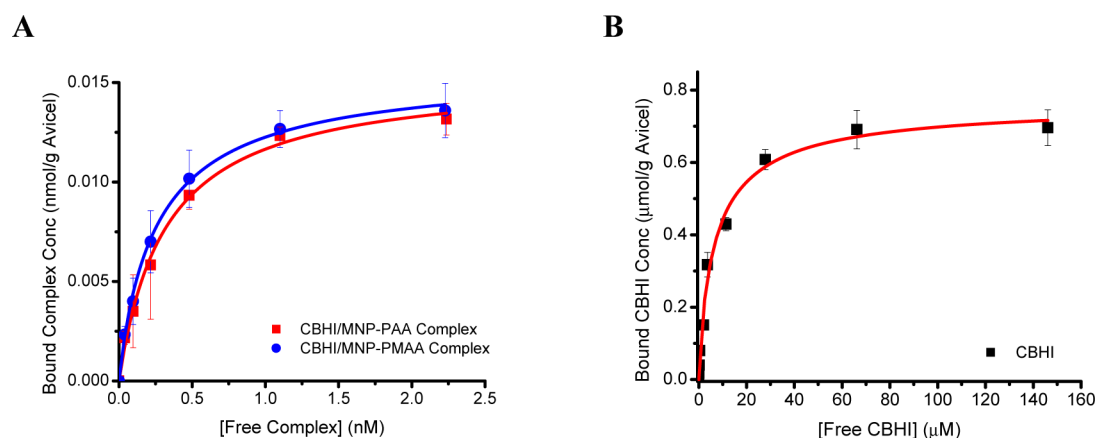 A
Bound Complex Conc (nmol/g Avicel)
0.015
0.010
0.005
0.000
0.0 0.5 1.0 1.5 2.0 2.5
[Free Complex] (nM)
CBHI/MNP-PAA Complex
CBHI/MNP-PMAA Complex
B
Bound CBHI Conc (μmol/g Avicel)
0.8
0.6
0.4
0.2
0.0
0 20 40 60 80 100 120 140 160
[Free CBHI] (μM)
CBHI